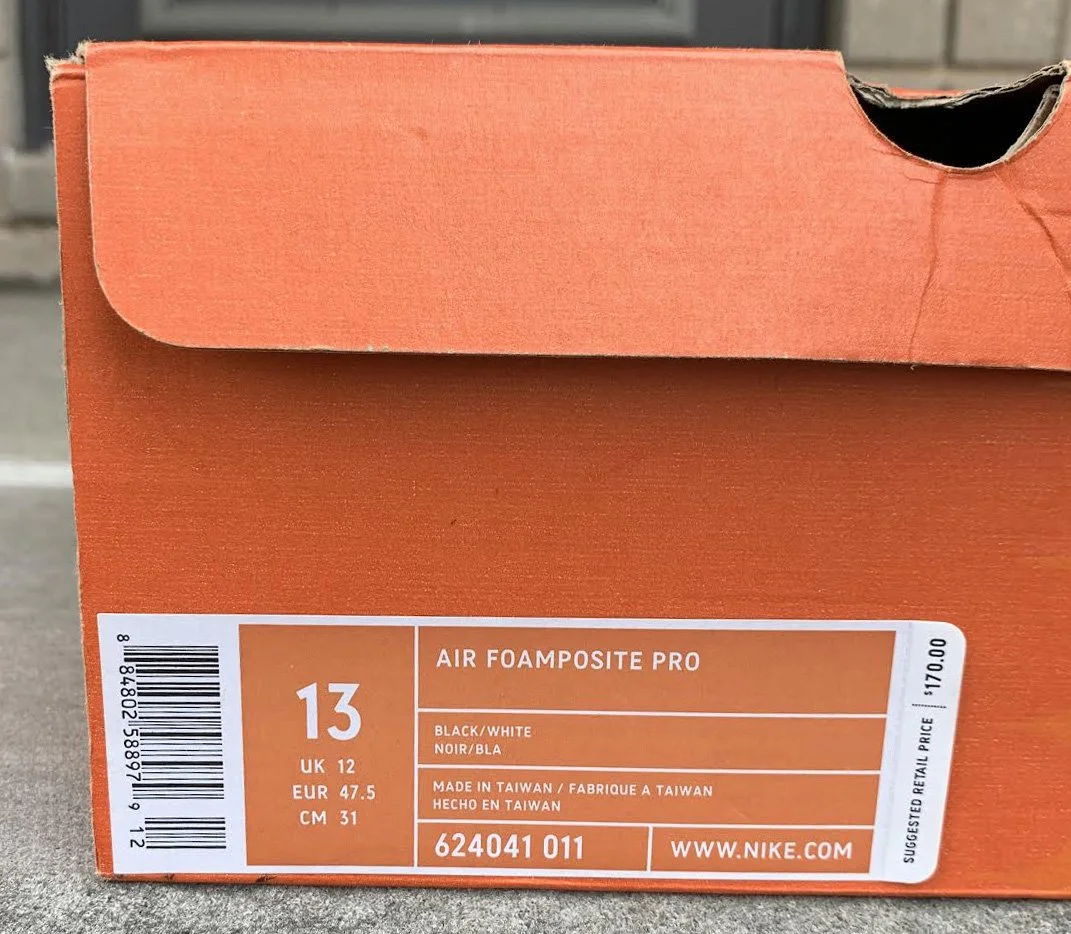 8 84802 58897 9 12
13
UK 12
EUR 47.5
CM 31
AIR FOAMPOSITE PRO
BLACK/WHITE
NOIR/BLA
MADE IN TAIWAN / FABRIQUE A TAIWAN
HECHO EN TAIWAN
624041 011
WWW.NIKE.COM
SUGGESTED RETAIL PRICE
$170.00